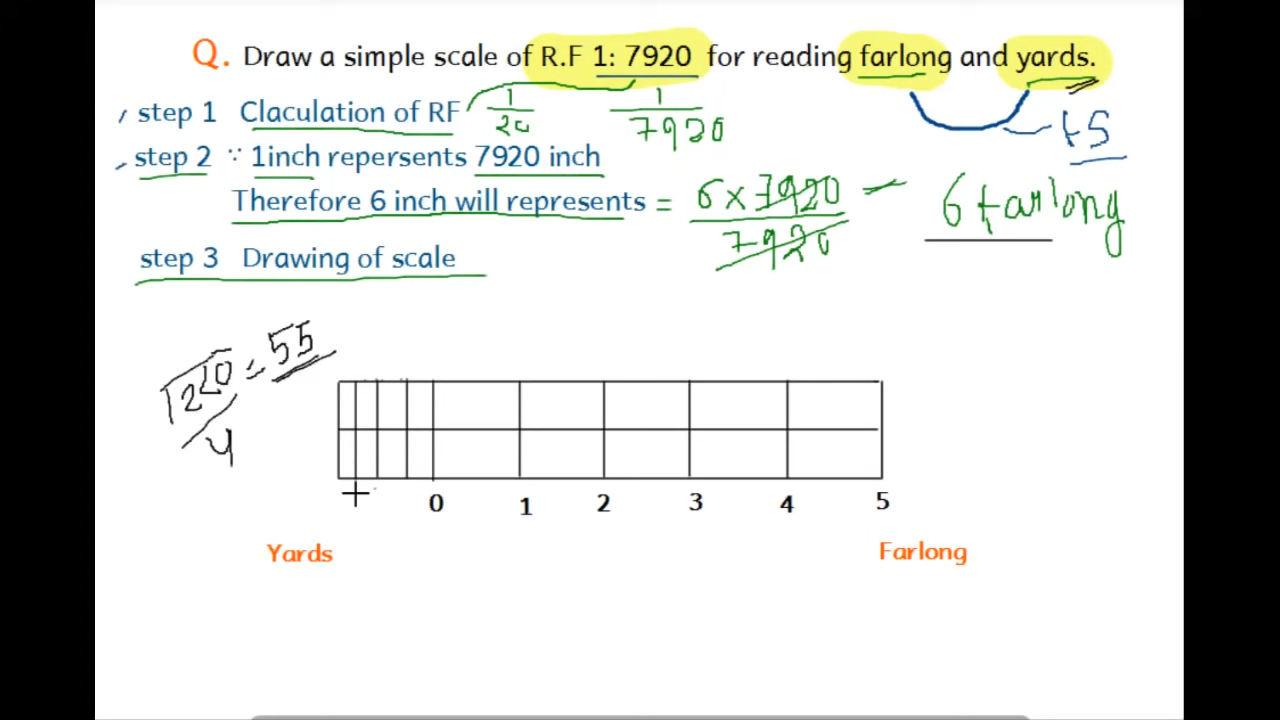 Q. Draw a simple scale of R.F 1: 7920 for reading farlong and yards.
step 1 Claculation of RF 1/20 1/7920
step 2 ∵ 1inch repersents 7920 inch
Therefore 6 inch will represents = 6 x 7920 / 7920 - 6 farlong
step 3 Drawing of scale
220/4 = 55
0 1 2 3 4 5
Yards Farlong